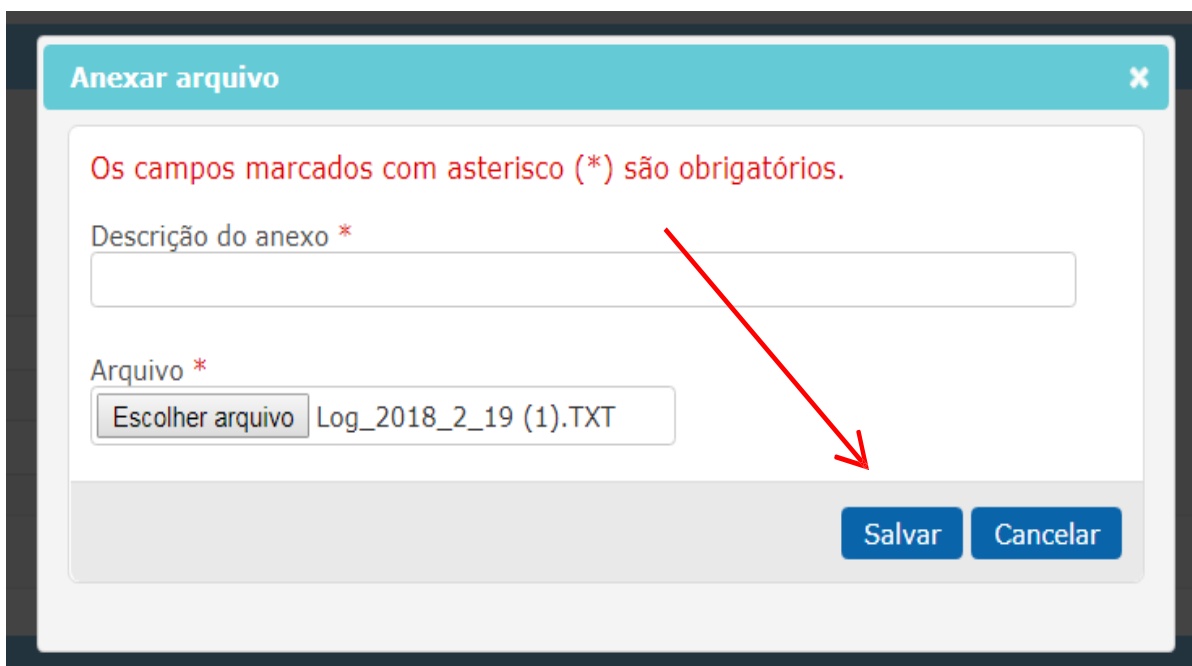 Anexar arquivo
Os campos marcados com asterisco (*) são obrigatórios.
Descrição do anexo *
Arquivo *
Escolher arquivo Log_2018_2_19 (1).TXT
Salvar Cancelar